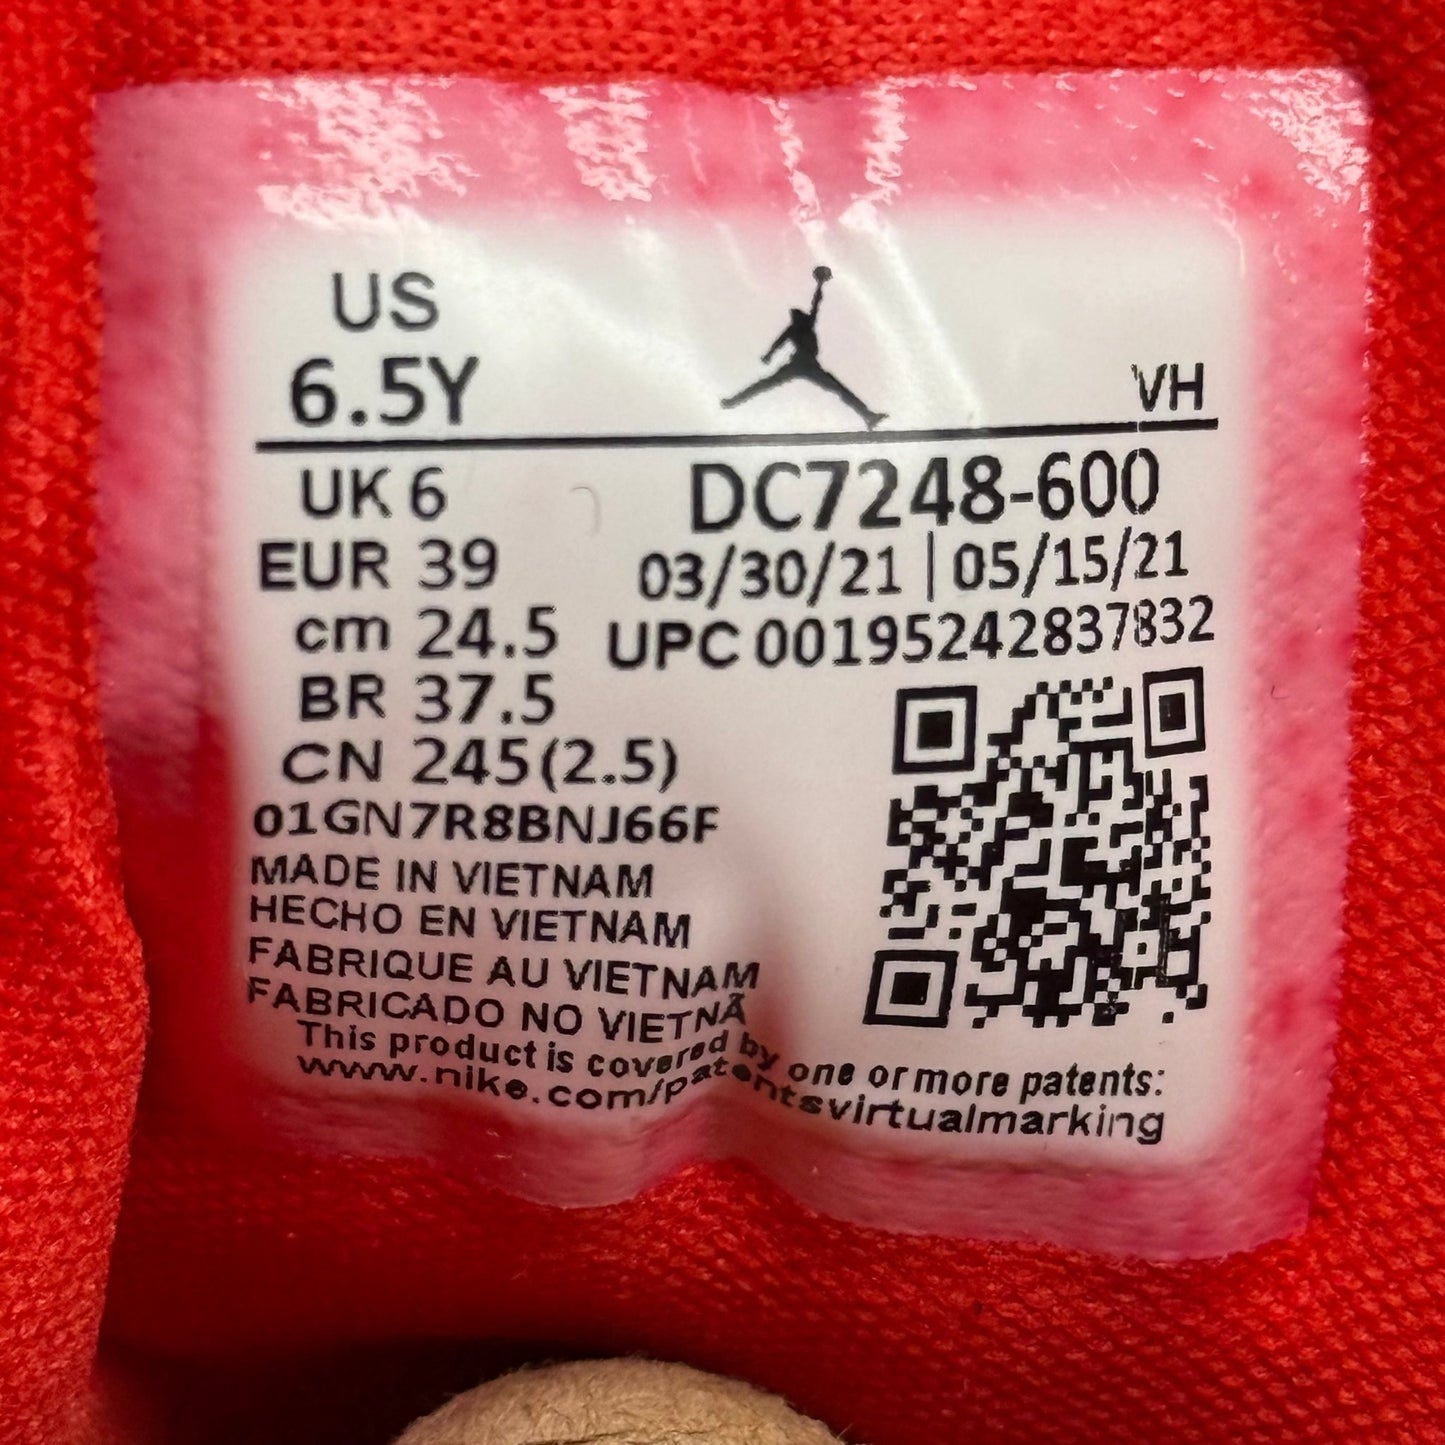 US
6.5Y
VH
UK 6
DC7248-600
EUR 39
03/30/21 | 05/15/21
cm 24.5
UPC 00195242837832
BR 37.5
CN 245(2.5)
01GN7R8BNJ66F
MADE IN VIETNAM
HECHO EN VIETNAM
FABRIQUE AU VIETNAM
FABRICADO NO VIETNÃ
This product is covered by one or more patents:
www.nike.com/patentsvirtualmarking